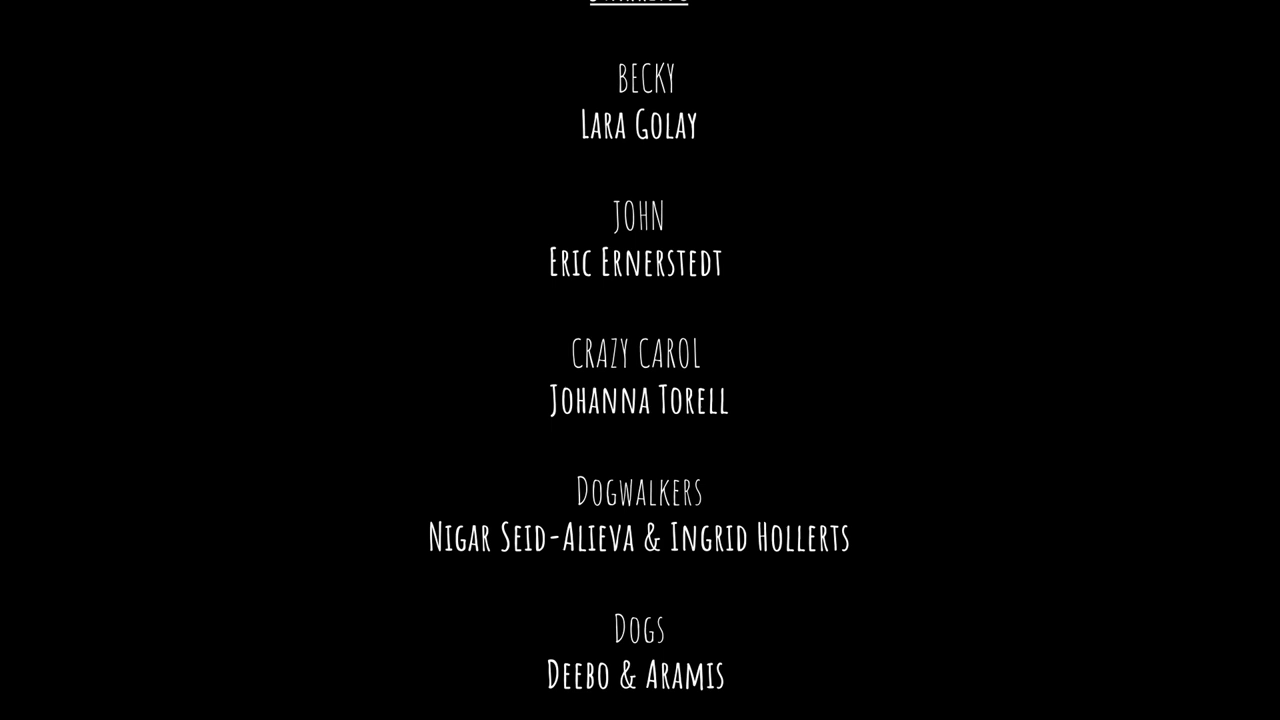 BECKY
LARA GOLAY
JOHN
ERIC ERNERSTEDT
CRAZY CAROL
JOHANNA TORELL
DOGWALKERS
NIGAR SEID-ALIEVA & INGRID HOLLERTS
DOGS
DEEBO & ARAMIS